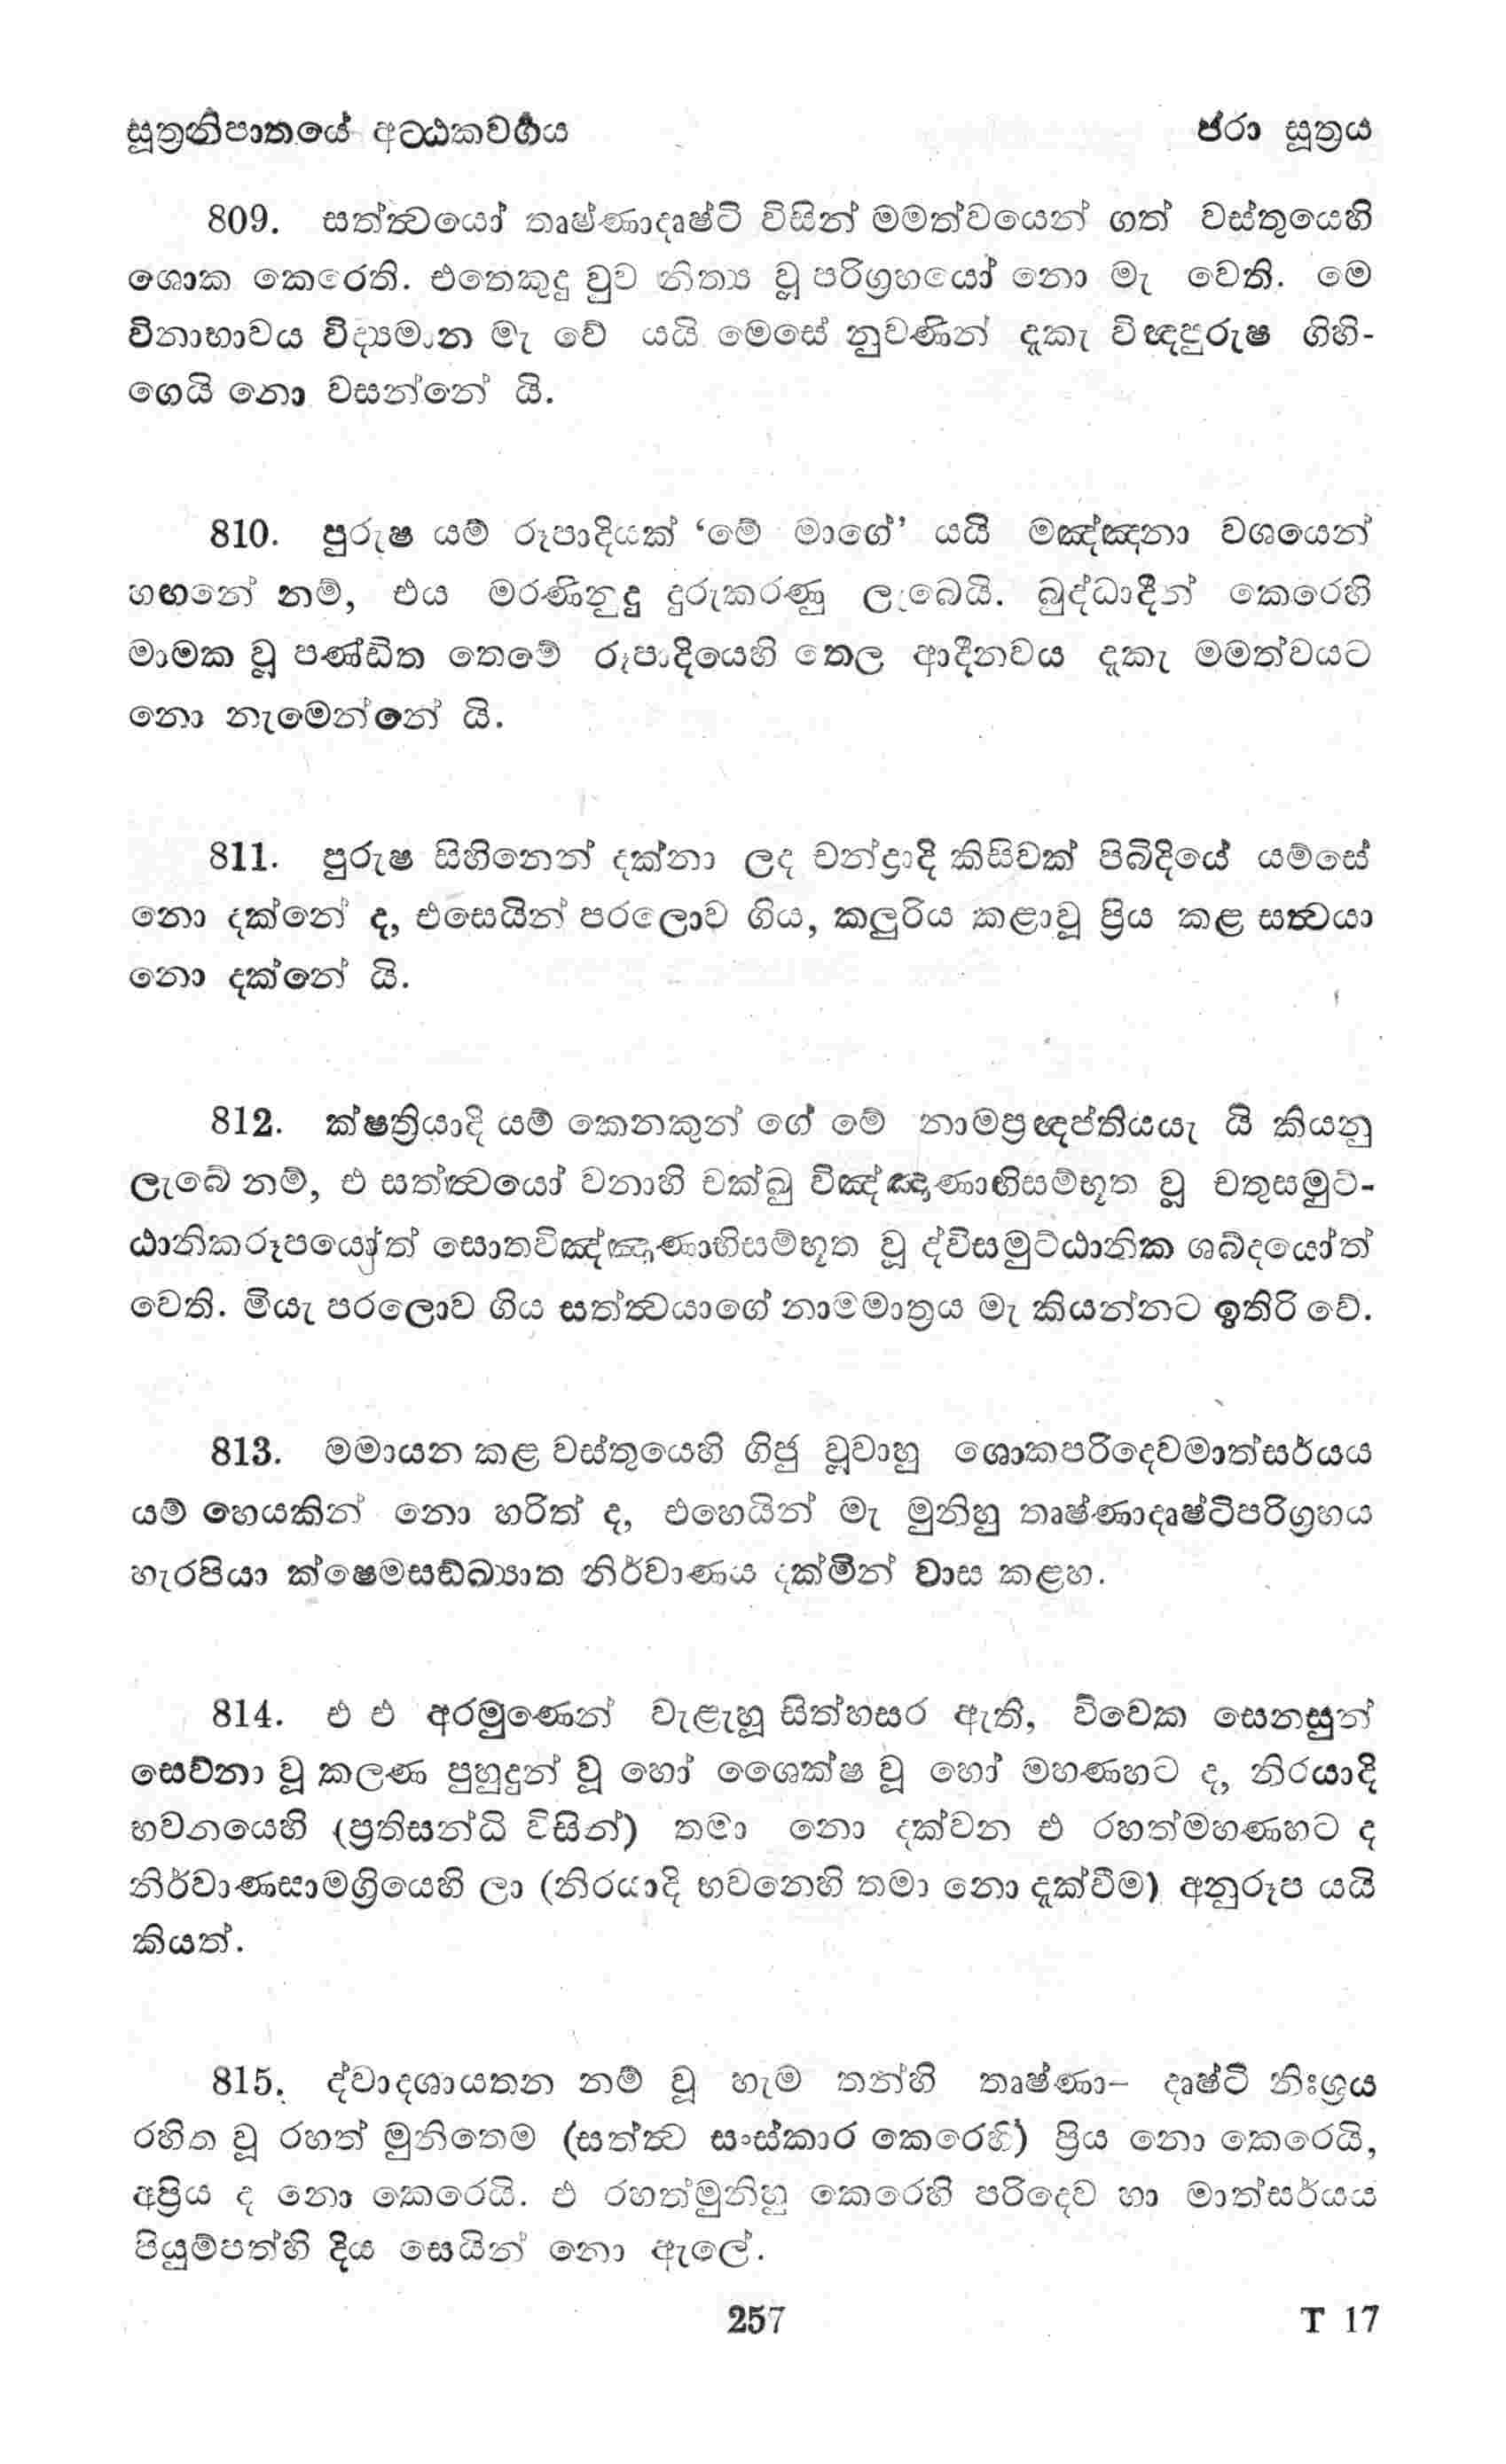 සූත්‍රනිපාතයේ අට්ඨකවර්ගය ජරා සූත්‍රය
809. සත්ත්‍වයෝ තෘෂ්ණාදෘෂ්ටි විසින් මමත්වයෙන් ගත් වස්තුයෙහි
ශොක කෙරෙති. එතෙකුදු වුව නිත්‍ය වූ පරිග්‍රහයෝ නො මැ වෙති. මෙ
විනාභාවය විද්‍යමාන මැ වේ යයි මෙසේ නුවණින් දැකැ විඥපුරුෂ ගිහි-
ගෙයි නො වසන්නේ යි.
810. පුරුෂ යම් රූපාදියක් ‘මේ මාගේ’ යයි මඤ්ඤනා වශයෙන්
හඟනේ නම්, එය මරණිනුදු දුරුකරණු ලැබෙයි. බුද්ධාදීන් කෙරෙහි
මාමක වූ පණ්ඩිත තෙමේ රූපාදියෙහි තෙල ආදීනවය දැකැ මමත්වයට
නො නැමෙන්නේ යි.
811. පුරුෂ සිහිනෙන් දක්නා ලද චන්ද්‍රාදි කිසිවක් පිබිදියේ යම්සේ
නො දක්නේ ද, එසෙයින් පරලොව ගිය, කලුරිය කළාවූ ප්‍රිය කළ සත්‍වයා
නො දක්නේ යි.
812. ක්ෂත්‍රියාදි යම් කෙනකුන් ගේ මේ නාමප්‍රඥප්තියයැ යි කියනු
ලැබේ නම්, එ සත්ත්‍වයෝ වනාහි චක්ඛු විඤ්ඤාණාභිසම්භූත වූ චතුසමුට්-
ඨානිකරූපයෝත් සොතවිඤ්ඤාණාභිසම්භූත වූ ද්විසමුට්ඨානික ශබ්දයෝත්
වෙති. මියැ පරලොව ගිය සත්ත්‍වයාගේ නාමමාත්‍රය මැ කියන්නට ඉතිරි වේ.
813. මමායන කළ වස්තුයෙහි ගිජු වූවාහු ශොකපරිදෙවමාත්සර්යය
යම් හෙයකින් නො හරිත් ද, එහෙයින් මැ මුනිහු තෘෂ්ණාදෘෂ්ටිපරිග්‍රහය
හැරපියා ක්ෂෙමසඞ්ඛ්‍යාත නිර්වාණය දක්මින් වාස කළහ.
814. එ එ අරමුණෙන් වැළැහූ සිත්හසර ඇති, විවෙක සෙනසුන්
සෙව්නා වූ කලණ පුහුදුන් වූ හෝ ශෛක්ෂ වූ හෝ මහණහට ද, නිරයාදි
භවනයෙහි (ප්‍රතිසන්ධි විසින්) තමා නො දක්වන එ රහත්මහණහට ද
නිර්වාණසාමග්‍රියෙහි ලා (නිරයාදි භවනෙහි තමා නො දැක්වීම) අනුරූප යයි
කියත්.
815. ද්වාදශායතන නම් වූ හැම තන්හි තෘෂ්ණා- දෘෂ්ටි නිඃශ්‍රය
රහිත වූ රහත් මුනිතෙම (සත්ත්‍ව සංස්කාර කෙරෙහි) ප්‍රිය නො කෙරෙයි,
අප්‍රිය ද නො කෙරෙයි. එ රහත්මුනිහු කෙරෙහි පරිදෙව හා මාත්සර්යය
පියුම්පත්හි දිය සෙයින් නො ඇලේ.
257 T 17